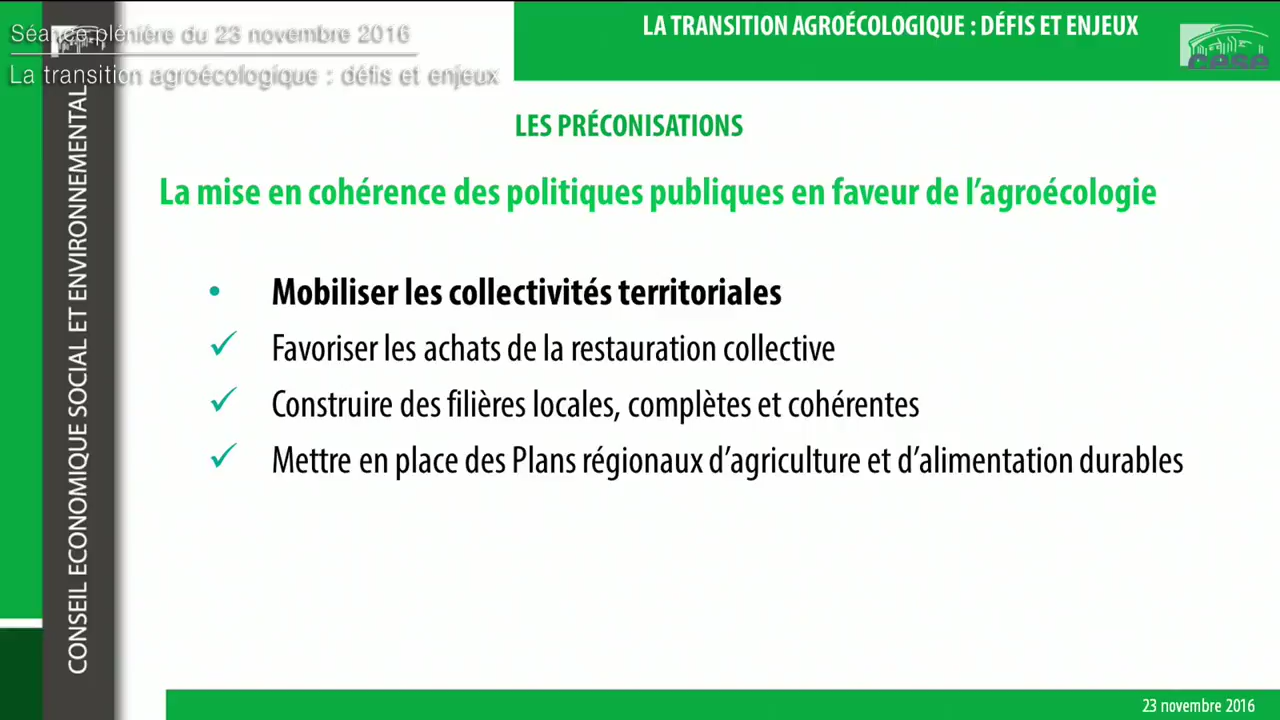 Séance plénière du 23 novembre 2016
La transition agroécologique : défis et enjeux
LA TRANSITION AGROÉCOLOGIQUE : DÉFIS ET ENJEUX
CONSEIL ECONOMIQUE SOCIAL ET ENVIRONNEMENTAL
LES PRÉCONISATIONS
La mise en cohérence des politiques publiques en faveur de l’agroécologie
• Mobiliser les collectivités territoriales
✓ Favoriser les achats de la restauration collective
✓ Construire des filières locales, complètes et cohérentes
✓ Mettre en place des Plans régionaux d’agriculture et d’alimentation durables
23 novembre 2016